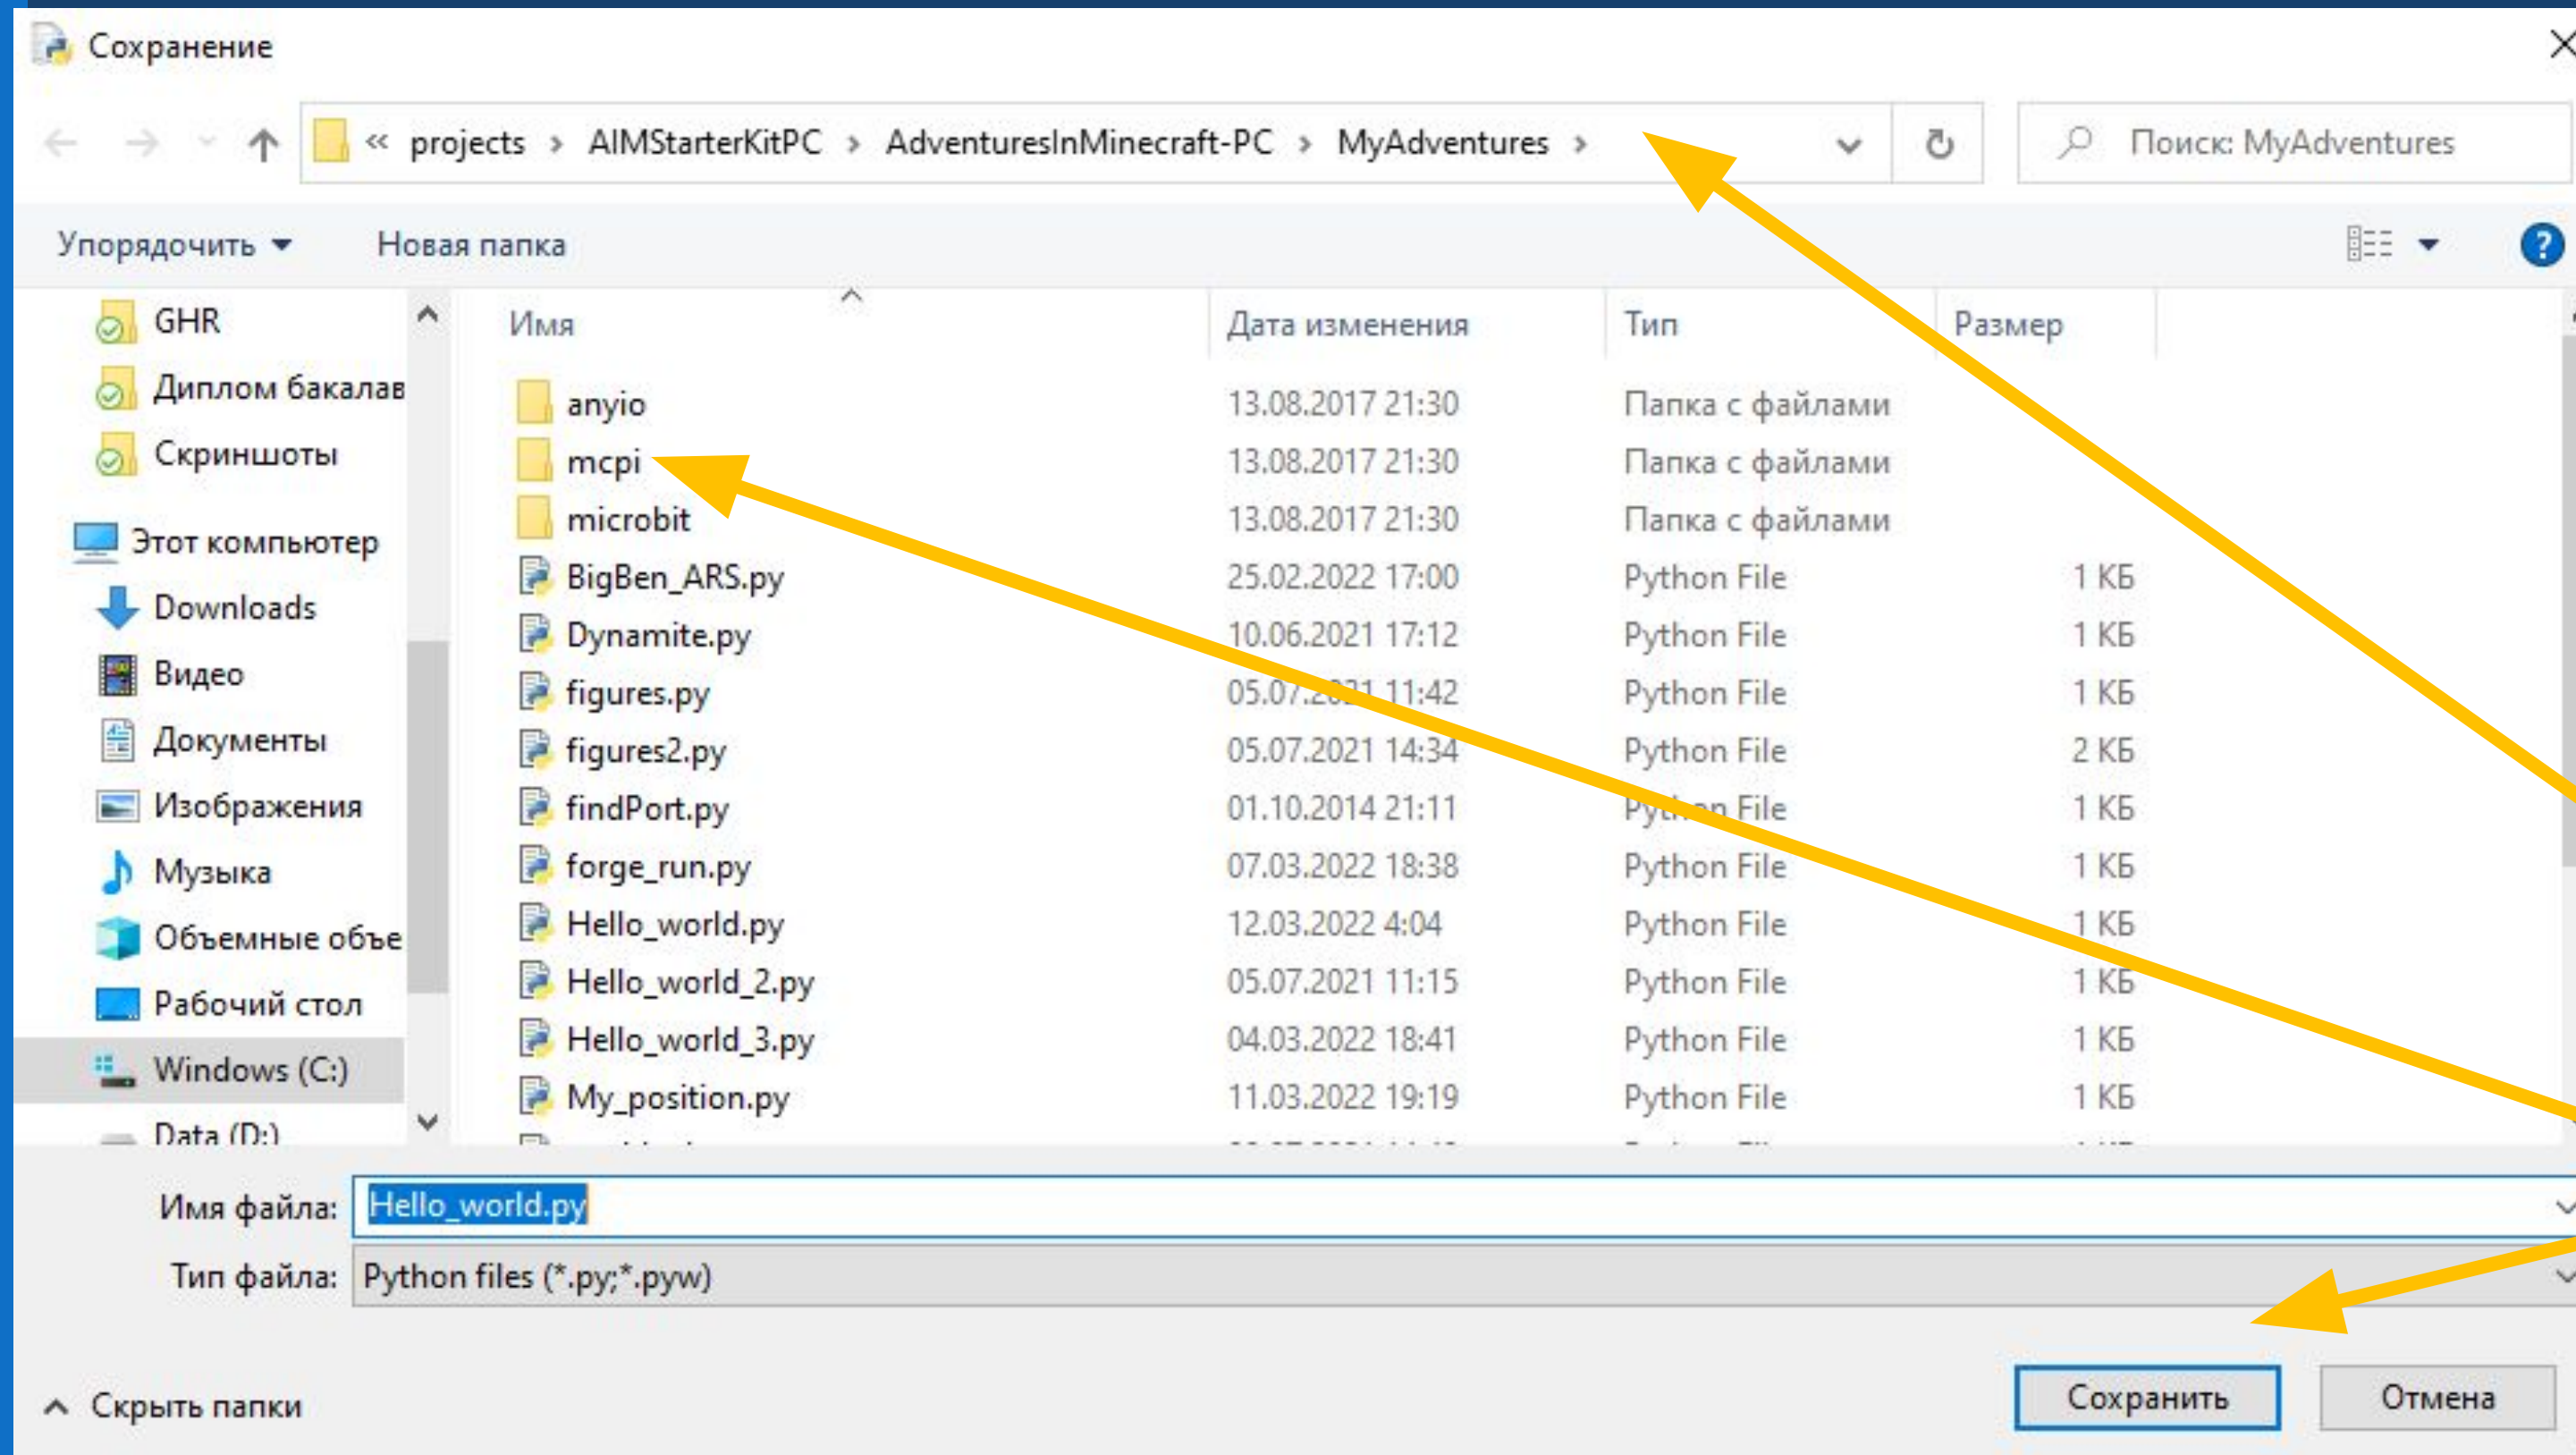 Сохранение
« projects › AIMStarterKitPC › AdventuresInMinecraft-PC › MyAdventures ›
Поиск: MyAdventures
Упорядочить
Новая папка
GHR
Диплом бакалав
Скриншоты
Этот компьютер
Downloads
Видео
Документы
Изображения
Музыка
Объемные объе
Рабочий стол
Windows (C:)
Data (D:)
Имя Дата изменения Тип Размер
anyio 13.08.2017 21:30 Папка с файлами
mcpi 13.08.2017 21:30 Папка с файлами
microbit 13.08.2017 21:30 Папка с файлами
BigBen_ARS.py 25.02.2022 17:00 Python File 1 КБ
Dynamite.py 10.06.2021 17:12 Python File 1 КБ
figures.py 05.07.2021 11:42 Python File 1 КБ
figures2.py 05.07.2021 14:34 Python File 2 КБ
findPort.py 01.10.2014 21:11 Python File 1 КБ
forge_run.py 07.03.2022 18:38 Python File 1 КБ
Hello_world.py 12.03.2022 4:04 Python File 1 КБ
Hello_world_2.py 05.07.2021 11:15 Python File 1 КБ
Hello_world_3.py 04.03.2022 18:41 Python File 1 КБ
My_position.py 11.03.2022 19:19 Python File 1 КБ
Имя файла: Hello_world.py
Тип файла: Python files (*.py;*.pyw)
Скрыть папки
Сохранить
Отмена